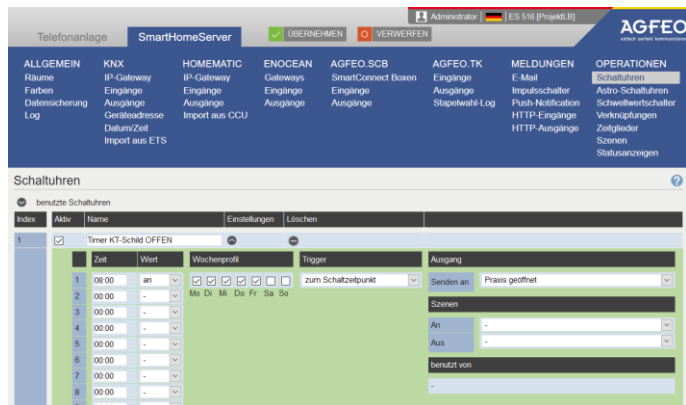 Administrator | ES 516 [ProjektLB]
Telefonanlage SmartHomeServer ÜBERNEHMEN VERWERFEN AGFEO
ALLGEMEIN KNX HOMEMATIC ENOCEAN AGFEO.SCB AGFEO.TK MELDUNGEN OPERATIONEN
Räume IP-Gateway IP-Gateway Gateways SmartConnect Boxen Eingänge E-Mail Schaltuhren
Farben Eingänge Eingänge Eingänge Eingänge Ausgänge Impulsschalter Astro-Schaltuhren
Datensicherung Ausgänge Ausgänge Ausgänge Ausgänge Stapelwahl-Log Push-Notification Schwellwertschalter
Log Geräteadresse Import aus CCU HTTP-Eingänge Verknüpfungen
Datum/Zeit HTTP-Ausgänge Zeitglieder
Import aus ETS Szenen
Statusanzeigen
Schaltuhren ?
benutzte Schaltuhren
Index Aktiv Name Einstellungen Löschen
1 Timer KT-Schild OFFEN
Zeit Wert Wochenprofil Trigger Ausgang
1 08:00 an zum Schaltzeitpunkt Senden an Praxis geöffnet
Mo Di Mi Do Fr Sa So
2 00:00 -
Szenen
3 00:00 -
4 00:00 - An -
5 00:00 - Aus -
6 00:00 -
benutzt von
7 00:00 -
8 00:00 - -